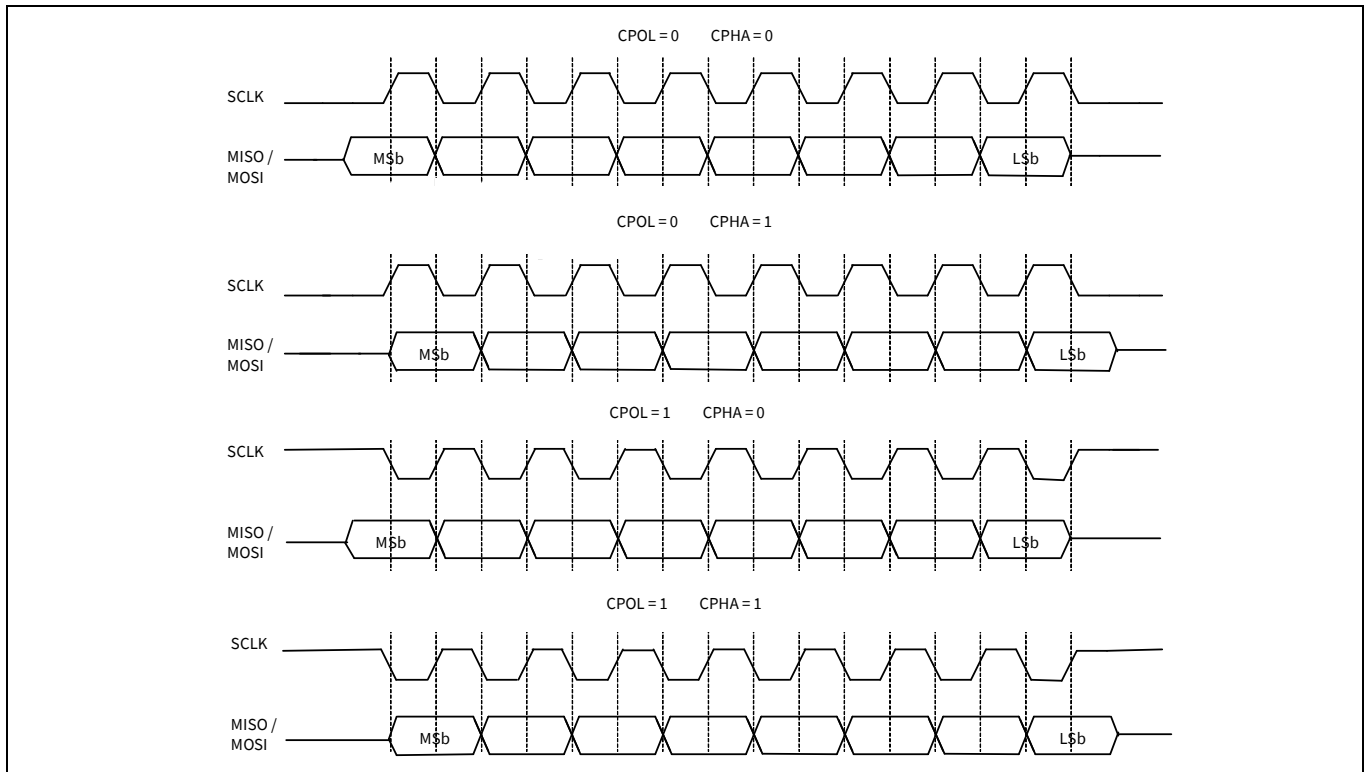 CPOL = 0 CPHA = 0
SCLK
MISO /
MOSI
MSb
LSb
CPOL = 0 CPHA = 1
SCLK
MISO /
MOSI
MSb
LSb
CPOL = 1 CPHA = 0
SCLK
MISO /
MOSI
MSb
LSb
CPOL = 1 CPHA = 1
SCLK
MISO /
MOSI
MSb
LSb